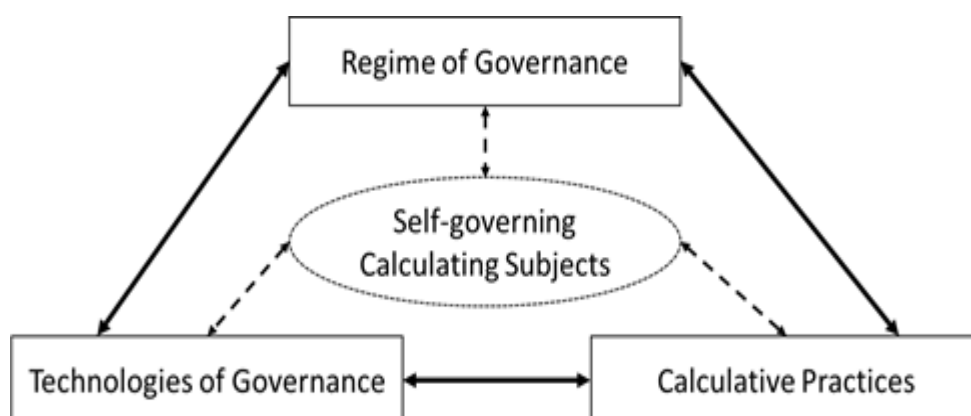 Regime of Governance
Self-governing
Calculating Subjects
Technologies of Governance
Calculative Practices